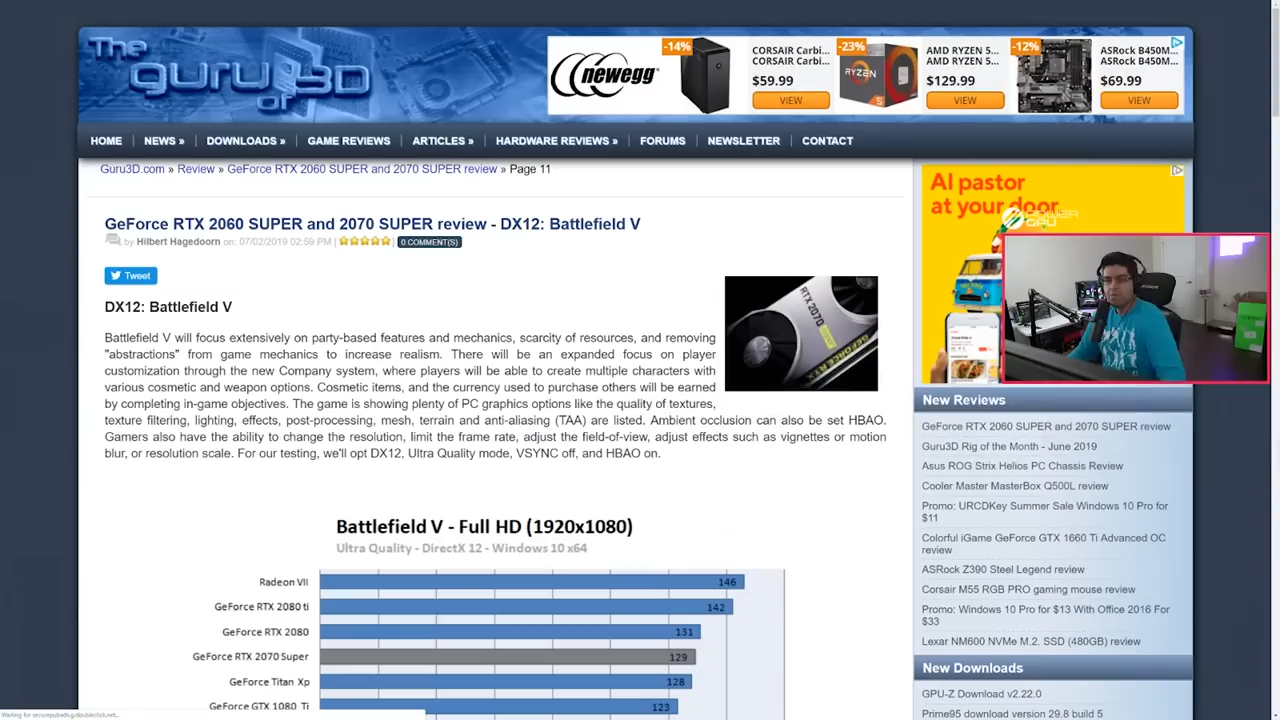 The
guru of 3D
newegg
-14%
CORSAIR Carbi...
CORSAIR Carbi...
$59.99
VIEW
-23%
RYZEN
5
AMD RYZEN 5...
AMD RYZEN 5...
$129.99
VIEW
-12%
ASRock B450M...
ASRock B450M...
$69.99
VIEW
HOME NEWS » DOWNLOADS » GAME REVIEWS ARTICLES » HARDWARE REVIEWS » FORUMS NEWSLETTER CONTACT
Guru3D.com » Review » GeForce RTX 2060 SUPER and 2070 SUPER review » Page 11
GeForce RTX 2060 SUPER and 2070 SUPER review - DX12: Battlefield V
by Hilbert Hagedoorn on: 07/02/2019 02:59 PM | | 0 COMMENT(S)
Tweet
DX12: Battlefield V
RTX 2070
GEFORCE RTX
Battlefield V will focus extensively on party-based features and mechanics, scarcity of resources, and removing
"abstractions" from game mechanics to increase realism. There will be an expanded focus on player
customization through the new Company system, where players will be able to create multiple characters with
various cosmetic and weapon options. Cosmetic items, and the currency used to purchase others will be earned
by completing in-game objectives. The game is showing plenty of PC graphics options like the quality of textures,
texture filtering, lighting, effects, post-processing, mesh, terrain and anti-aliasing (TAA) are listed. Ambient occlusion can also be set HBAO.
Gamers also have the ability to change the resolution, limit the frame rate, adjust the field-of-view, adjust effects such as vignettes or motion
blur, or resolution scale. For our testing, we'll opt DX12, Ultra Quality mode, VSYNC off, and HBAO on.
Battlefield V - Full HD (1920x1080)
Ultra Quality - DirectX 12 - Windows 10 x64
Radeon VII 146
GeForce RTX 2080 ti 142
GeForce RTX 2080 131
GeForce RTX 2070 Super 129
GeForce Titan Xp 128
GeForce GTX 1080 Ti 123
Al pastor
at your door
POWER
GPU
New Reviews
GeForce RTX 2060 SUPER and 2070 SUPER review
Guru3D Rig of the Month - June 2019
Asus ROG Strix Helios PC Chassis Review
Cooler Master MasterBox Q500L review
Promo: URCDKey Summer Sale Windows 10 Pro for
$11
Colorful iGame GeForce GTX 1660 Ti Advanced OC
review
ASRock Z390 Steel Legend review
Corsair M55 RGB PRO gaming mouse review
Promo: Windows 10 Pro for $13 With Office 2016 For
$33
Lexar NM600 NVMe M.2. SSD (480GB) review
New Downloads
GPU-Z Download v2.22.0
Prime95 download version 29.8 build 5